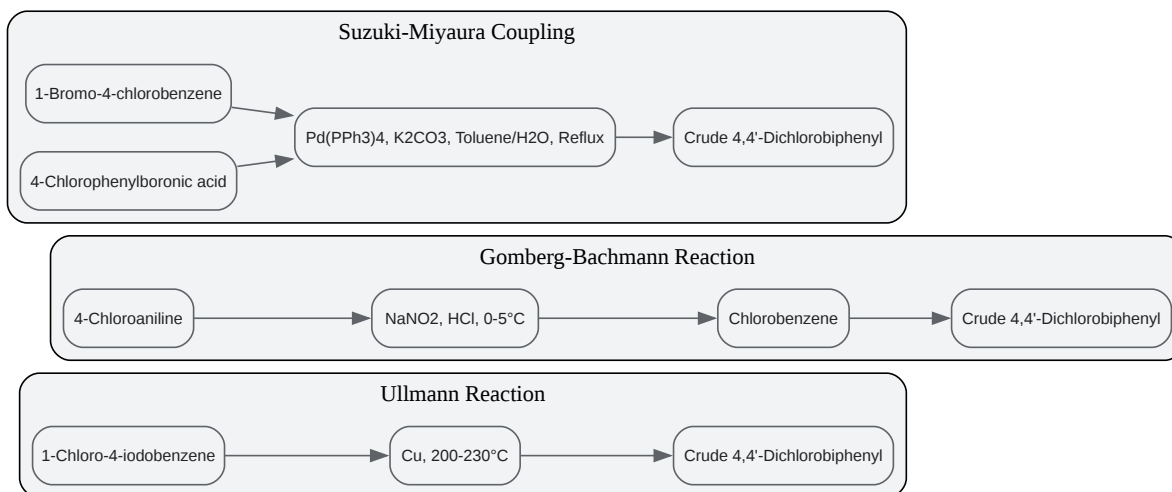 Suzuki-Miyaura Coupling
1-Bromo-4-chlorobenzene
4-Chlorophenylboronic acid
Pd(PPh3)4, K2CO3, Toluene/H2O, Reflux
Crude 4,4'-Dichlorobiphenyl
Gomberg-Bachmann Reaction
4-Chloroaniline
NaNO2, HCl, 0-5°C
Chlorobenzene
Crude 4,4'-Dichlorobiphenyl
Ullmann Reaction
1-Chloro-4-iodobenzene
Cu, 200-230°C
Crude 4,4'-Dichlorobiphenyl